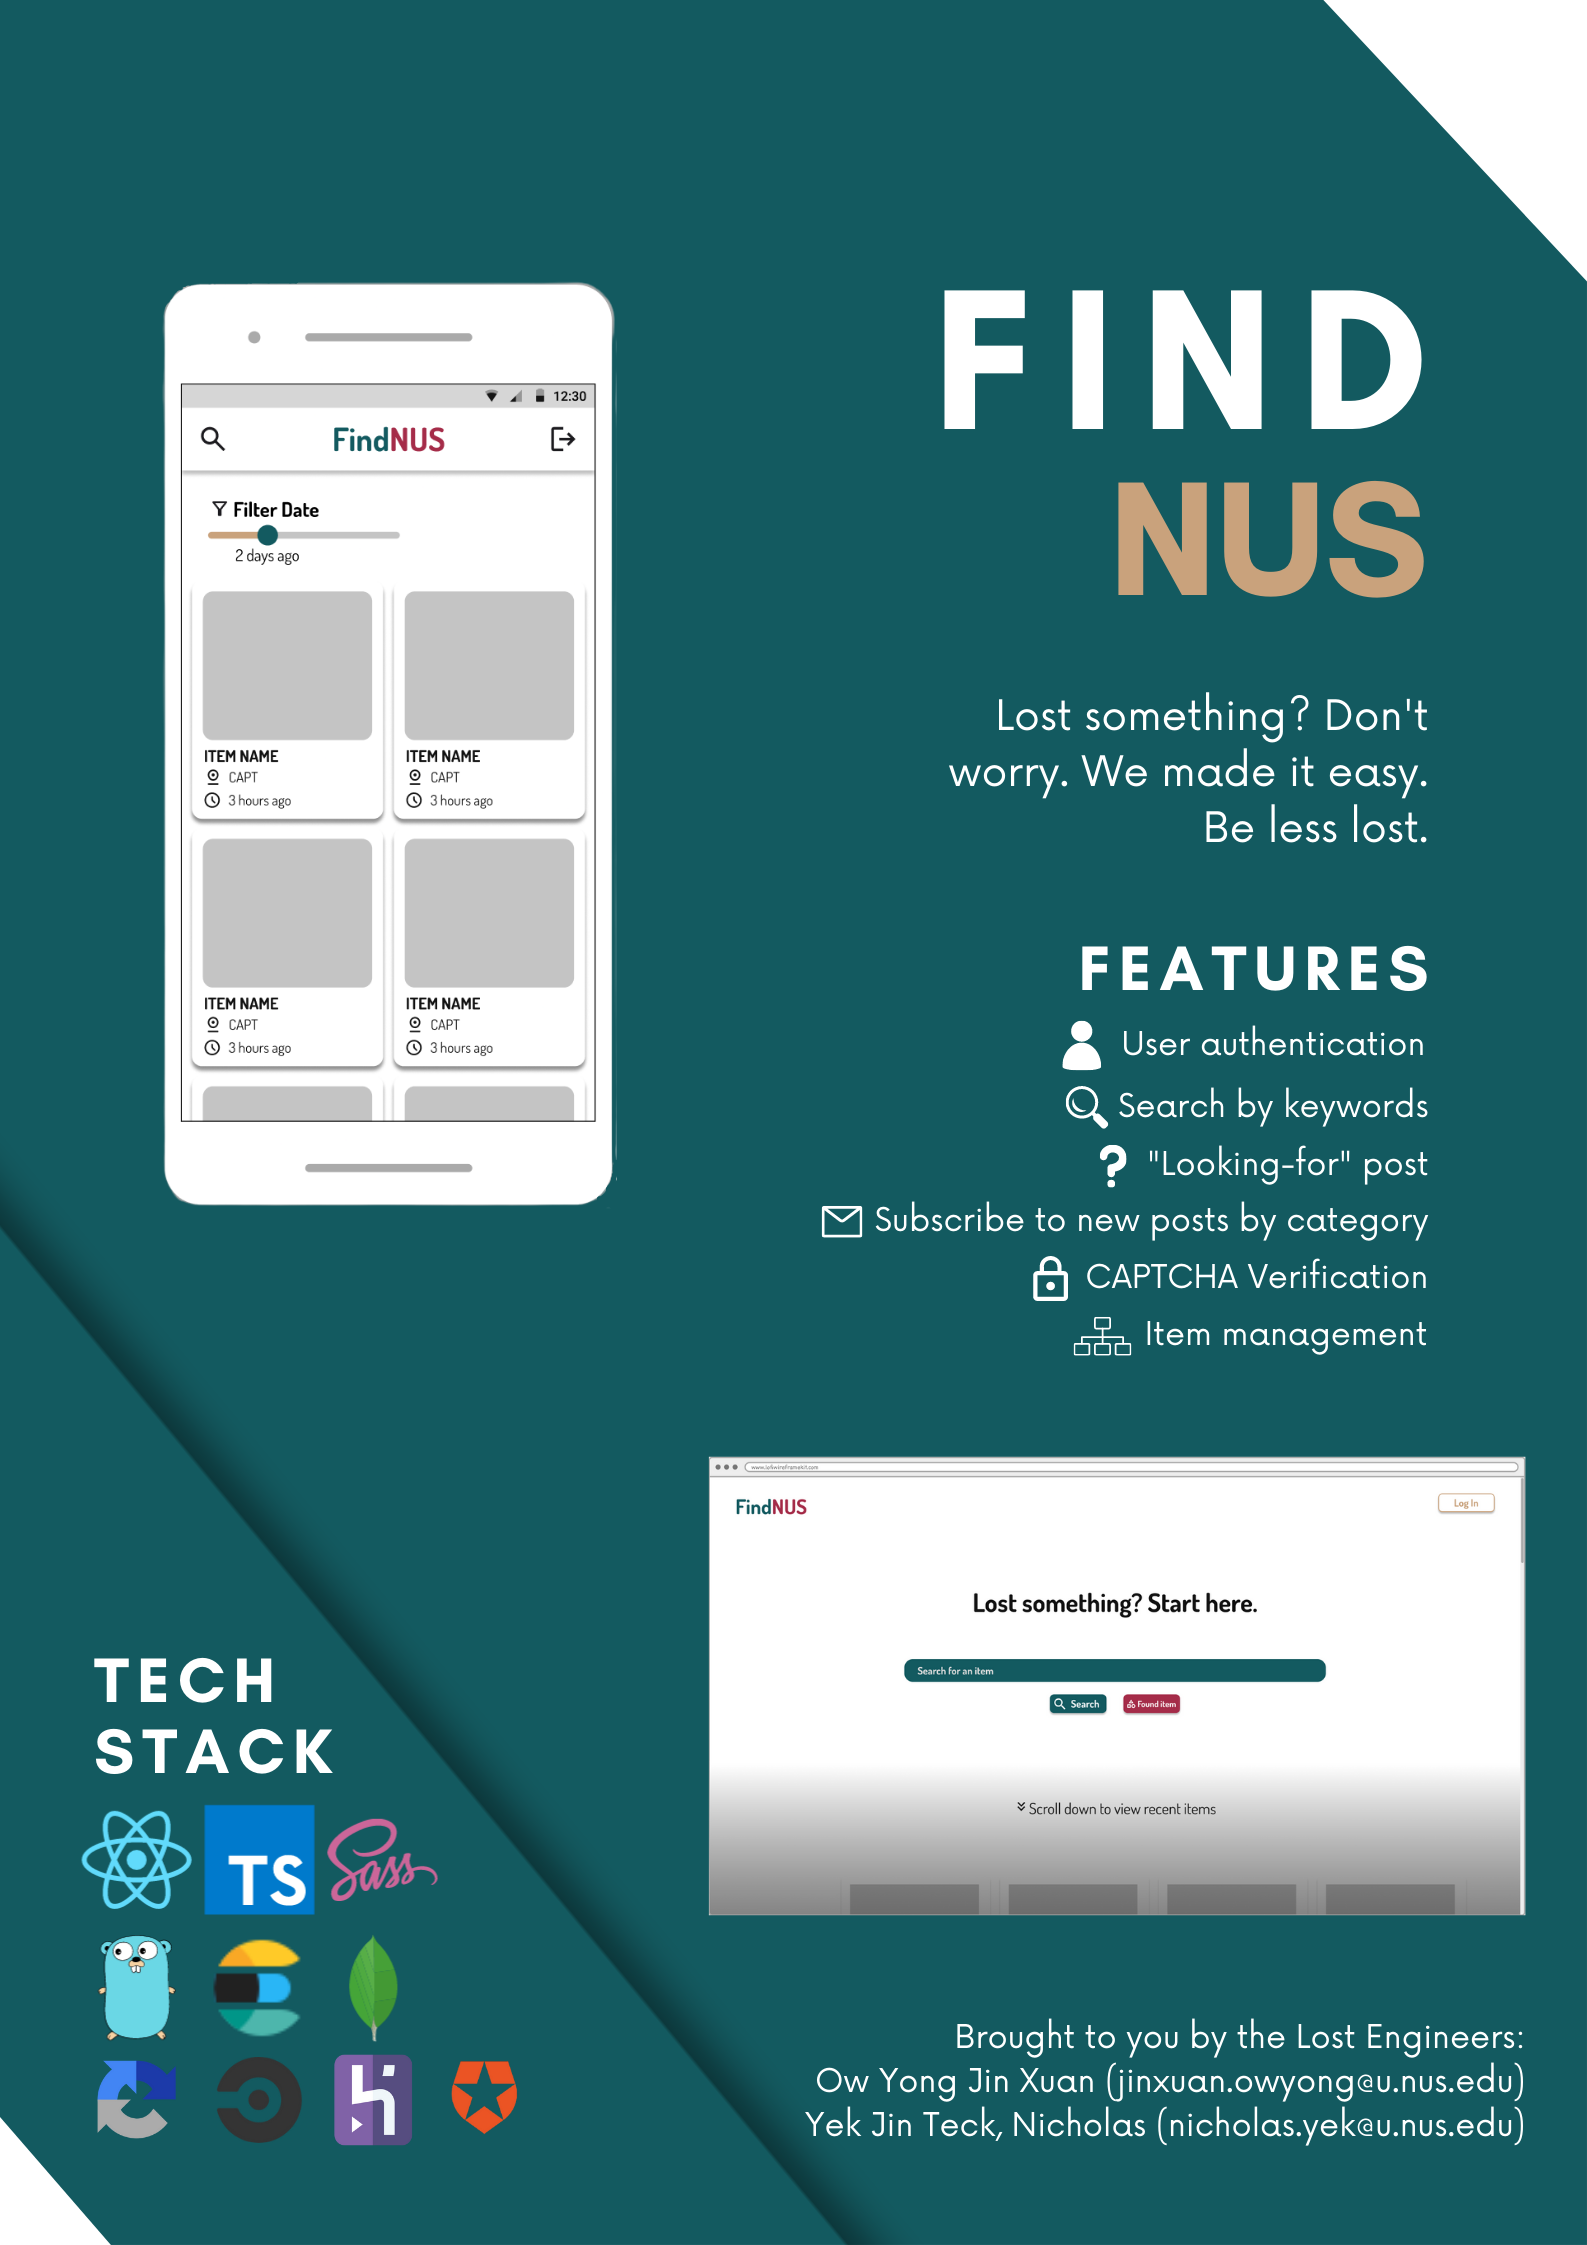 FIND
NUS
Lost something? Don't
worry. We made it easy.
Be less lost.
12:30
FindNUS
Filter Date
2 days ago
ITEM NAME
CAPT
3 hours ago
ITEM NAME
CAPT
3 hours ago
ITEM NAME
CAPT
3 hours ago
ITEM NAME
CAPT
3 hours ago
FEATURES
User authentication
Search by keywords
"Looking-for" post
Subscribe to new posts by category
CAPTCHA Verification
Item management
FindNUS
Log In
Lost something? Start here.
Search for an item
Search
Found item
Scroll down to view recent items
TECH
STACK
TS
Sass
Brought to you by the Lost Engineers:
Ow Yong Jin Xuan (jinxuan.owyong@u.nus.edu)
Yek Jin Teck, Nicholas (nicholas.yek@u.nus.edu)